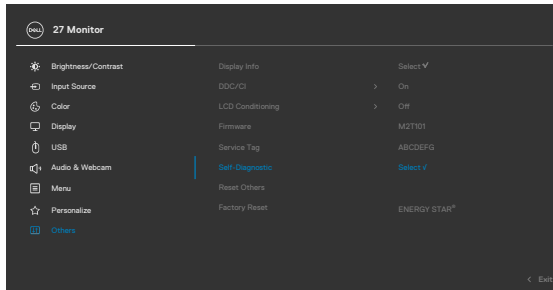 DELL 27 Monitor
Brightness/Contrast Display Info Select ✓
Input Source DDC/CI > On
Color LCD Conditioning > Off
Display Firmware M2T101
USB Service Tag ABCDEFG
Audio & Webcam Self-Diagnostic Select √
Menu Reset Others
Personalize Factory Reset ENERGY STAR®
Others
< Exit